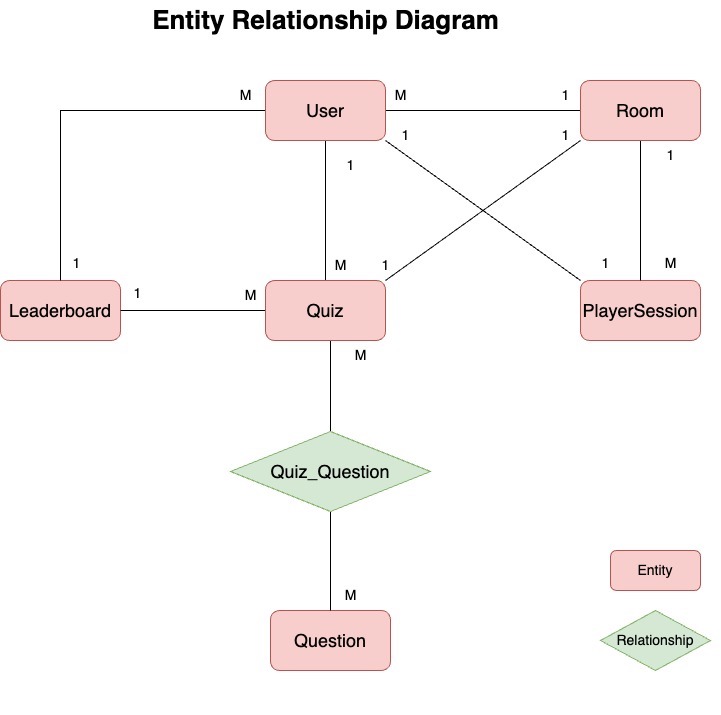 Entity Relationship Diagram
M
User
M
1
Room
1
1
1
1
1
M
1
1
M
1
M
Leaderboard
1
M
Quiz
PlayerSession
M
Quiz_Question
M
Question
Entity
Relationship